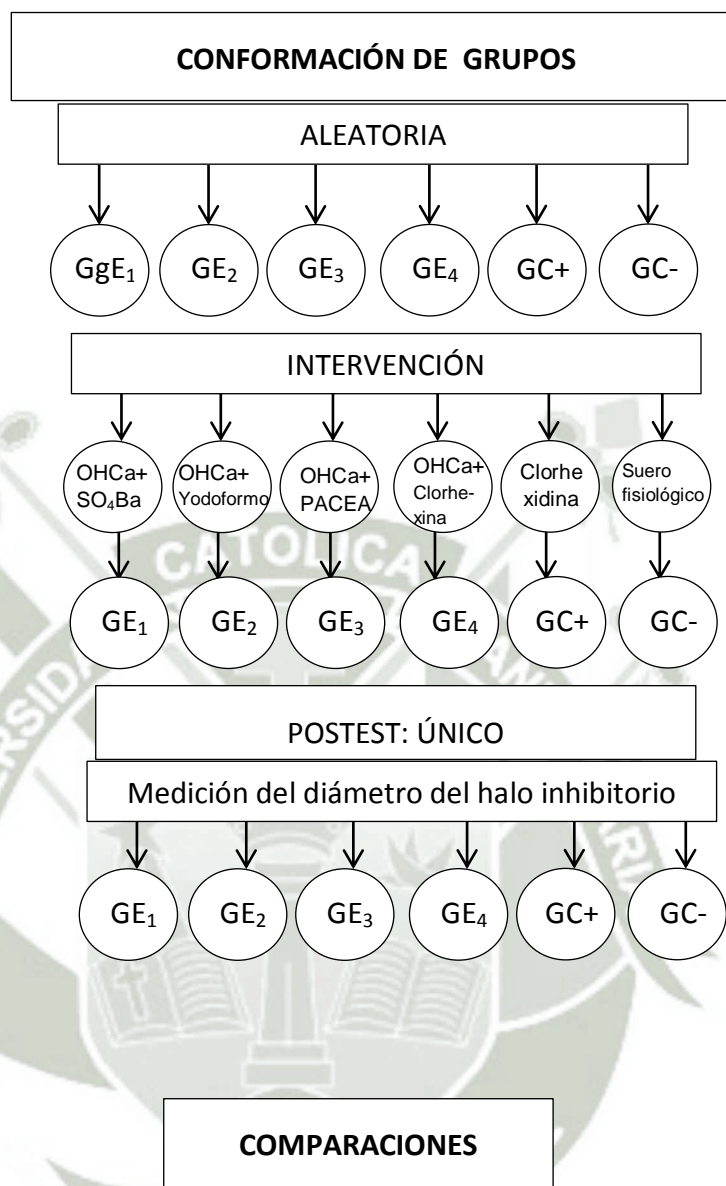 CONFORMACIÓN DE GRUPOS
ALEATORIA
GgE₁ GE₂ GE₃ GE₄ GC+ GC-
INTERVENCIÓN
OHCa+ SO₄Ba
OHCa+ Yodoformo
OHCa+ PACEA
OHCa+ Clorhe- xina
Clorhe xidina
Suero fisiológico
GE₁ GE₂ GE₃ GE₄ GC+ GC-
POSTEST: ÚNICO
Medición del diámetro del halo inhibitorio
GE₁ GE₂ GE₃ GE₄ GC+ GC-
COMPARACIONES
CATOLICA